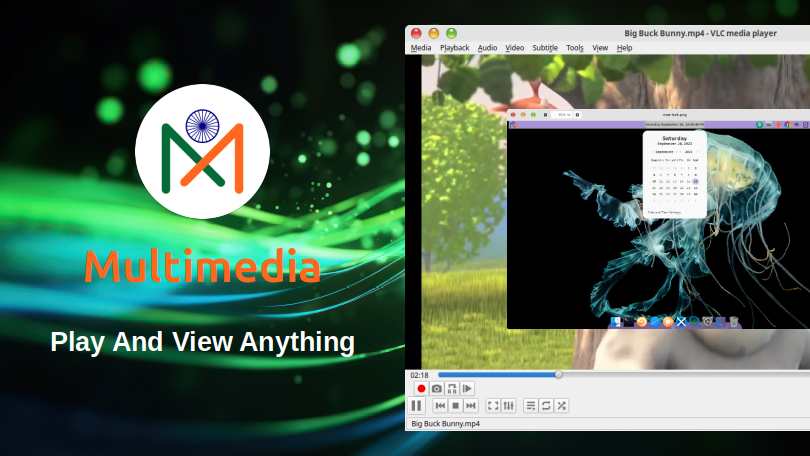 Multimedia
Play And View Anything
Big Buck Bunny.mp4 - VLC media player
Media Playback Audio Video Subtitle Tools View Help
Saturday
September 16, 2023
02:18
Big Buck Bunny.mp4